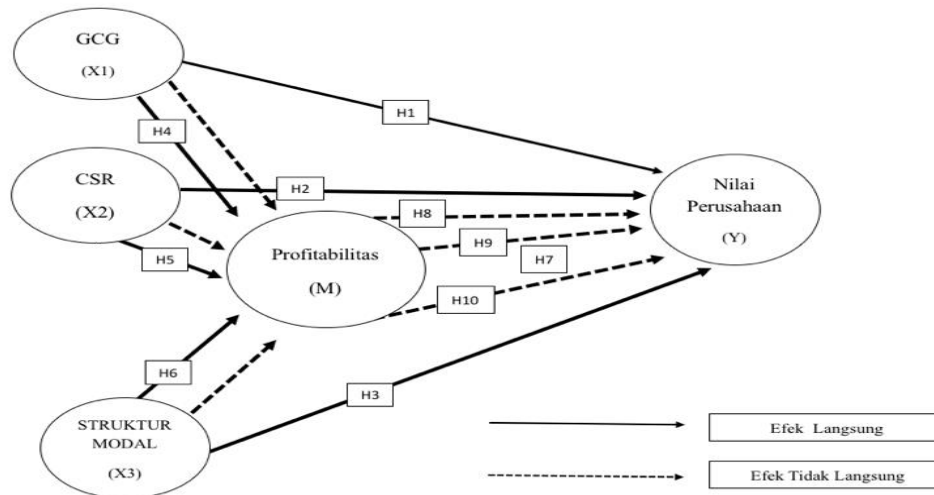 GCG
(X1)
H1
H4
CSR
(X2)
H2
Nilai
Perusahaan
(Y)
H8
H9
H7
H5
Profitabilitas
(M)
H10
H6
H3
STRUKTUR
MODAL
(X3)
Efek Langsung
Efek Tidak Langsung